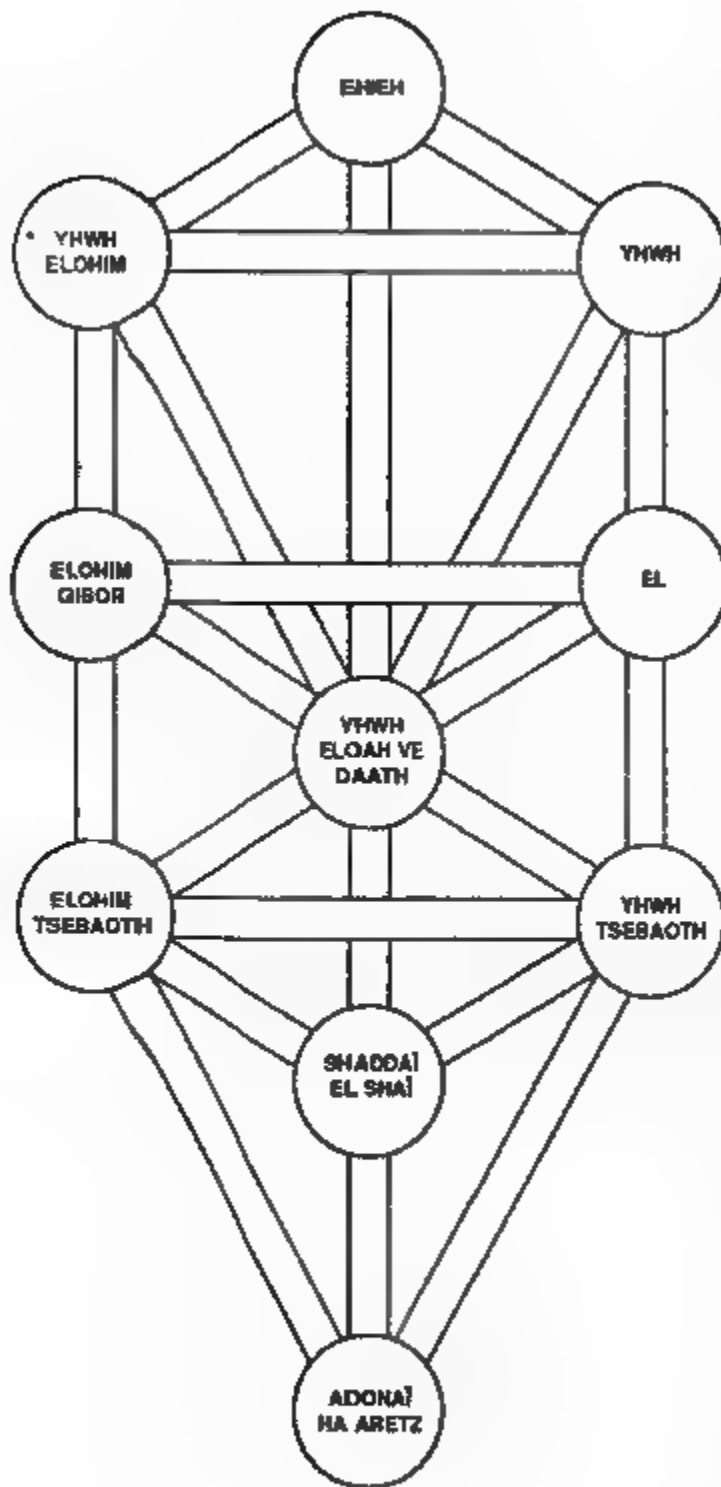 EHIEH
YHWH
ELOHIM
YHWH
ELOHIM
GIBOR
EL
YHWH
ELOAH VE
DAATH
ELOHIM
TSEBAOTH
YHWH
TSEBAOTH
SHADDAÏ
EL SHAÏ
ADONAÏ
HA ARETZ